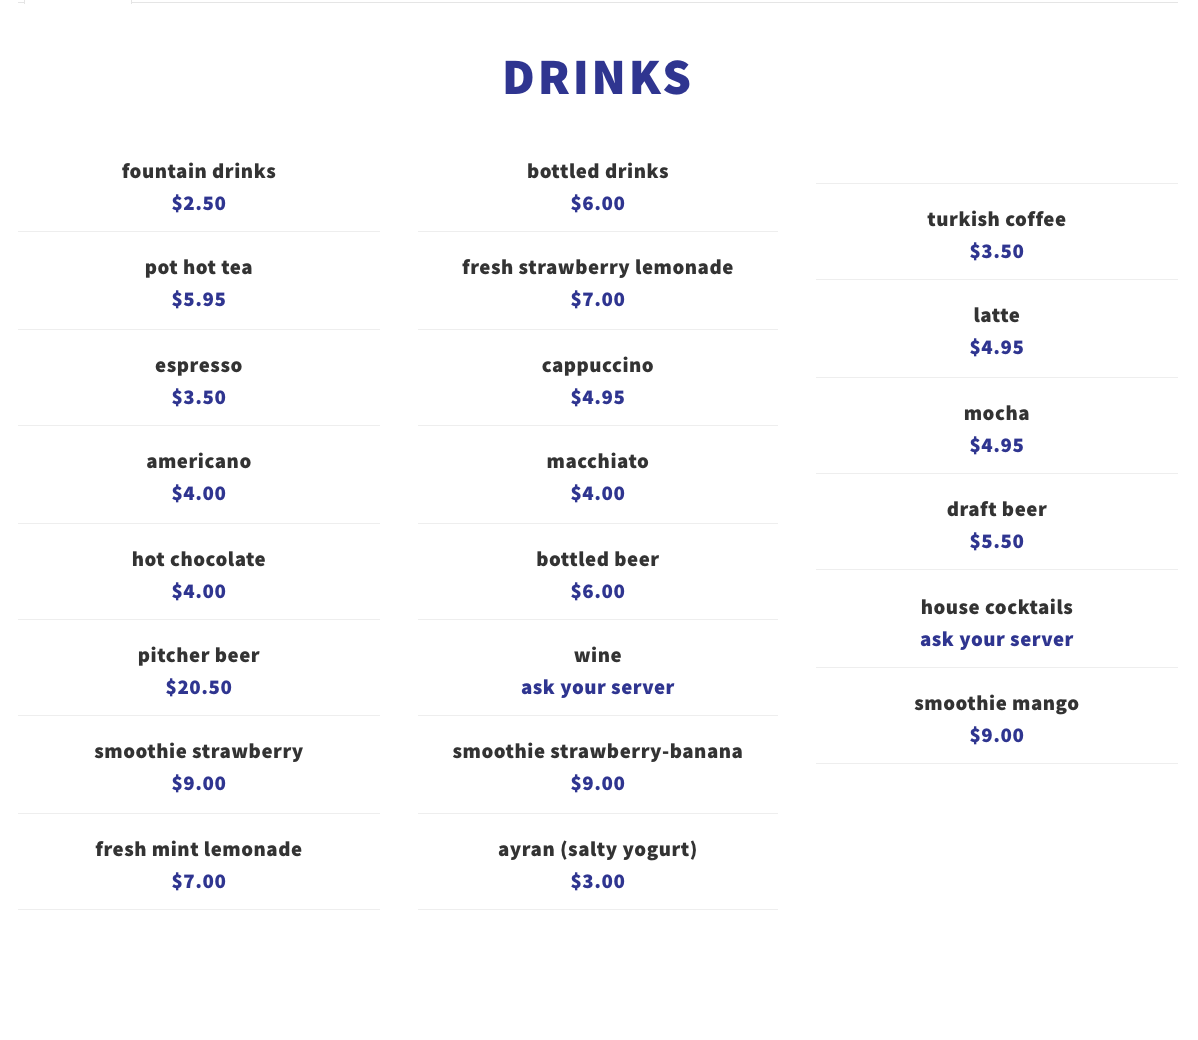 DRINKS
fountain drinks
$2.50
pot hot tea
$5.95
espresso
$3.50
americano
$4.00
hot chocolate
$4.00
pitcher beer
$20.50
smoothie strawberry
$9.00
fresh mint lemonade
$7.00
bottled drinks
$6.00
fresh strawberry lemonade
$7.00
cappuccino
$4.95
macchiato
$4.00
bottled beer
$6.00
wine
ask your server
smoothie strawberry-banana
$9.00
ayran (salty yogurt)
$3.00
turkish coffee
$3.50
latte
$4.95
mocha
$4.95
draft beer
$5.50
house cocktails
ask your server
smoothie mango
$9.00